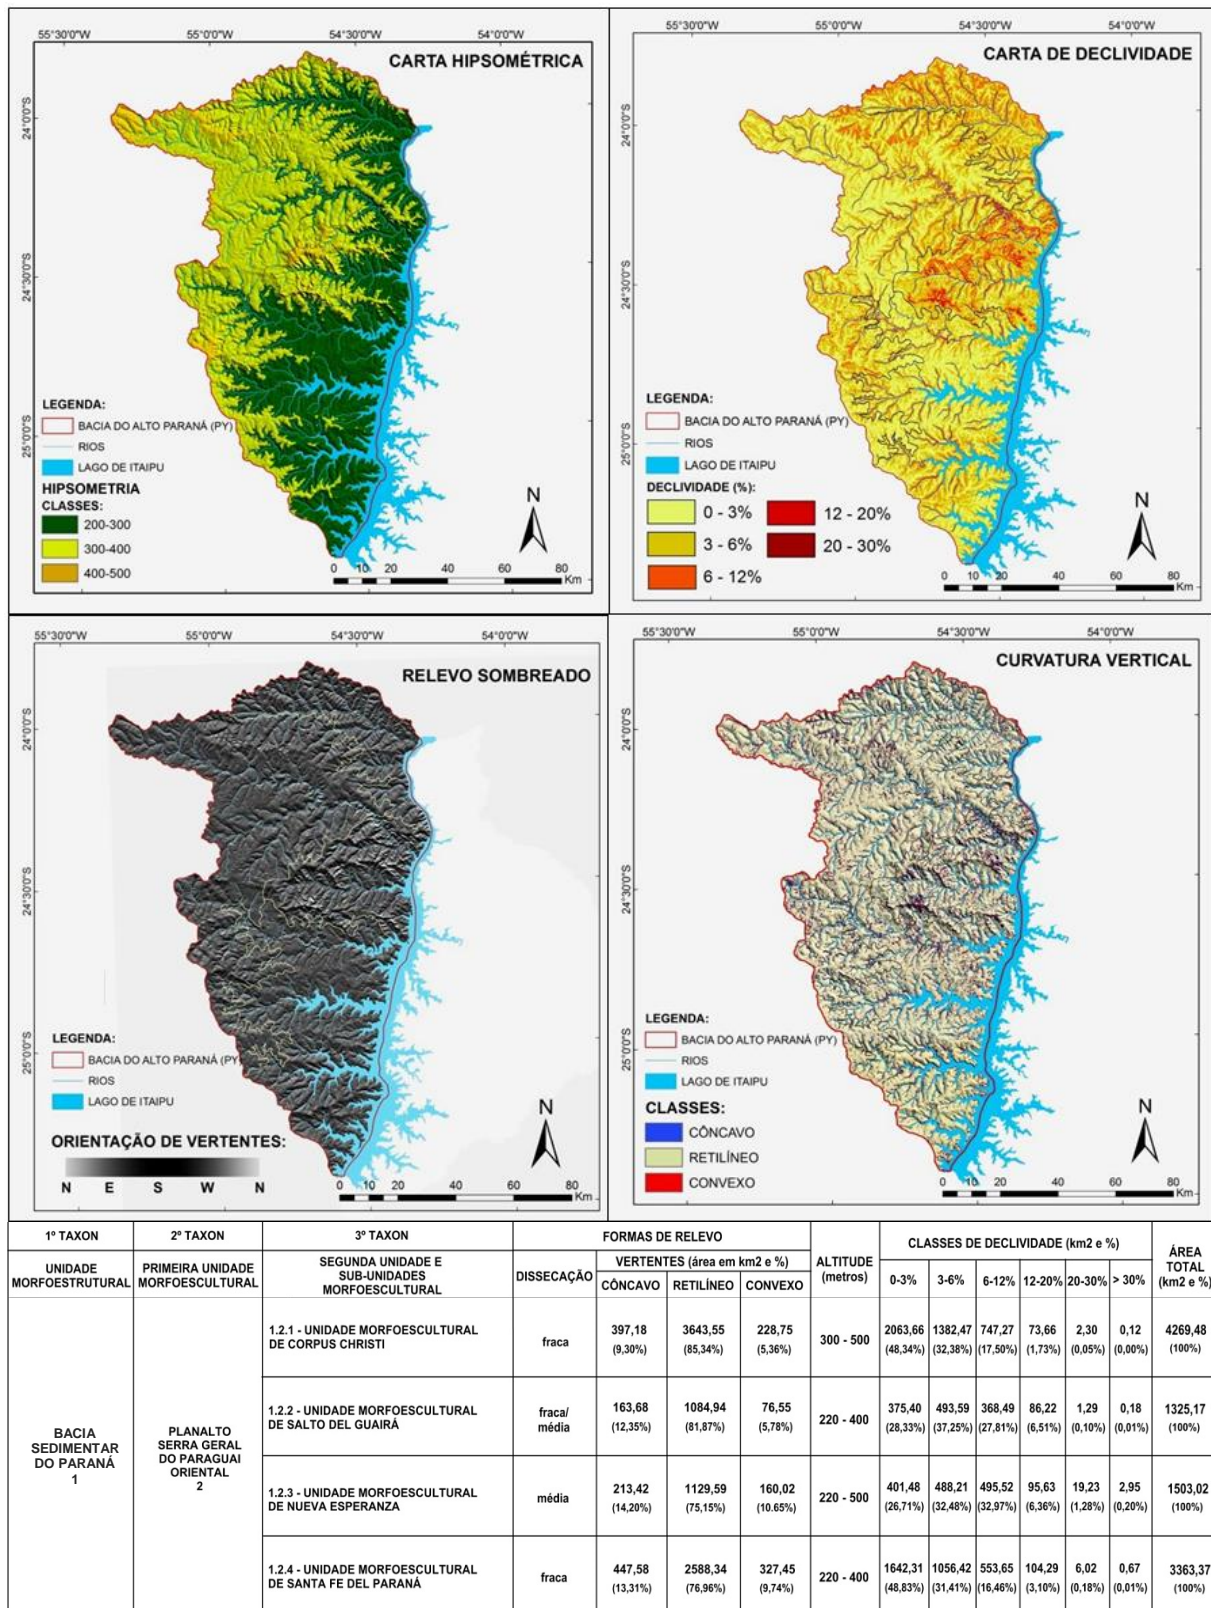 55°30'0"W 55°0'0"W 54°30'0"W 54°0'0"W
CARTA HIPSOMÉTRICA
24°0'0"S
24°30'0"S
25°0'0"S
LEGENDA:
BACIA DO ALTO PARANÁ (PY)
RIOS
LAGO DE ITAIPU
HIPSOMETRIA
CLASSES:
200-300
300-400
400-500
N
0 5 10 20 40 60 80
Km
55°30'0"W 55°0'0"W 54°30'0"W 54°0'0"W
CARTA DE DECLIVIDADE
24°0'0"S
24°30'0"S
25°0'0"S
LEGENDA:
BACIA DO ALTO PARANÁ (PY)
RIOS
LAGO DE ITAIPU
DECLIVIDADE (%):
0 - 3% 12 - 20%
3 - 6% 20 - 30%
6 - 12%
N
0 5 10 20 40 60 80
Km
55°30'0"W 55°0'0"W 54°30'0"W 54°0'0"W
RELEVO SOMBREADO
24°0'0"S
24°30'0"S
25°0'0"S
LEGENDA:
BACIA DO ALTO PARANÁ (PY)
RIOS
LAGO DE ITAIPU
ORIENTAÇÃO DE VERTENTES:
N E S W N
N
0 5 10 20 40 60 80
Km
55°30'0"W 55°0'0"W 54°30'0"W 54°0'0"W
CURVATURA VERTICAL
24°0'0"S
24°30'0"S
25°0'0"S
LEGENDA:
BACIA DO ALTO PARANÁ (PY)
RIOS
LAGO DE ITAIPU
CLASSES:
CÔNCAVO
RETILÍNEO
CONVEXO
N
0 5 10 20 40 60 80
Km
1º TAXON 2º TAXON 3º TAXON FORMAS DE RELEVO ALTITUDE (metros) CLASSES DE DECLIVIDADE (km2 e %) ÁREA TOTAL (km2 e %)
UNIDADE MORFOESTRUTURAL PRIMEIRA UNIDADE MORFOESCULTURAL SEGUNDA UNIDADE E SUB-UNIDADES MORFOESCULTURAL DISSECAÇÃO VERTENTES (área em km2 e %)
CÔNCAVO RETILÍNEO CONVEXO 0-3% 3-6% 6-12% 12-20% 20-30% > 30%
BACIA SEDIMENTAR DO PARANÁ 1
PLANALTO SERRA GERAL DO PARAGUAI ORIENTAL 2
1.2.1 - UNIDADE MORFOESCULTURAL
DE CORPUS CHRISTI
fraca 397,18 3643,55 228,75 300 - 500 2063,66 1382,47 747,27 73,66 2,30 0,12 4269,48
(9,30%) (85,34%) (5,36%) (48,34%) (32,38%) (17,50%) (1,73%) (0,05%) (0,00%) (100%)
1.2.2 - UNIDADE MORFOESCULTURAL
DE SALTO DEL GUAIRÁ
fraca/
média
163,68 1084,94 76,55 220 - 400 375,40 493,59 368,49 86,22 1,29 0,18 1325,17
(12,35%) (81,87%) (5,78%) (28,33%) (37,25%) (27,81%) (6,51%) (0,10%) (0,01%) (100%)
1.2.3 - UNIDADE MORFOESCULTURAL
DE NUEVA ESPERANZA
média 213,42 1129,59 160,02 220 - 500 401,48 488,21 495,52 95,63 19,23 2,95 1503,02
(14,20%) (75,15%) (10.65%) (26,71%) (32,48%) (32,97%) (6,36%) (1,28%) (0,20%) (100%)
1.2.4 - UNIDADE MORFOESCULTURAL
DE SANTA FE DEL PARANÁ
fraca 447,58 2588,34 327,45 220 - 400 1642,31 1056,42 553,65 104,29 6,02 0,67 3363,37
(13,31%) (76,96%) (9,74%) (48,83%) (31,41%) (16,46%) (3,10%) (0,18%) (0,01%) (100%)